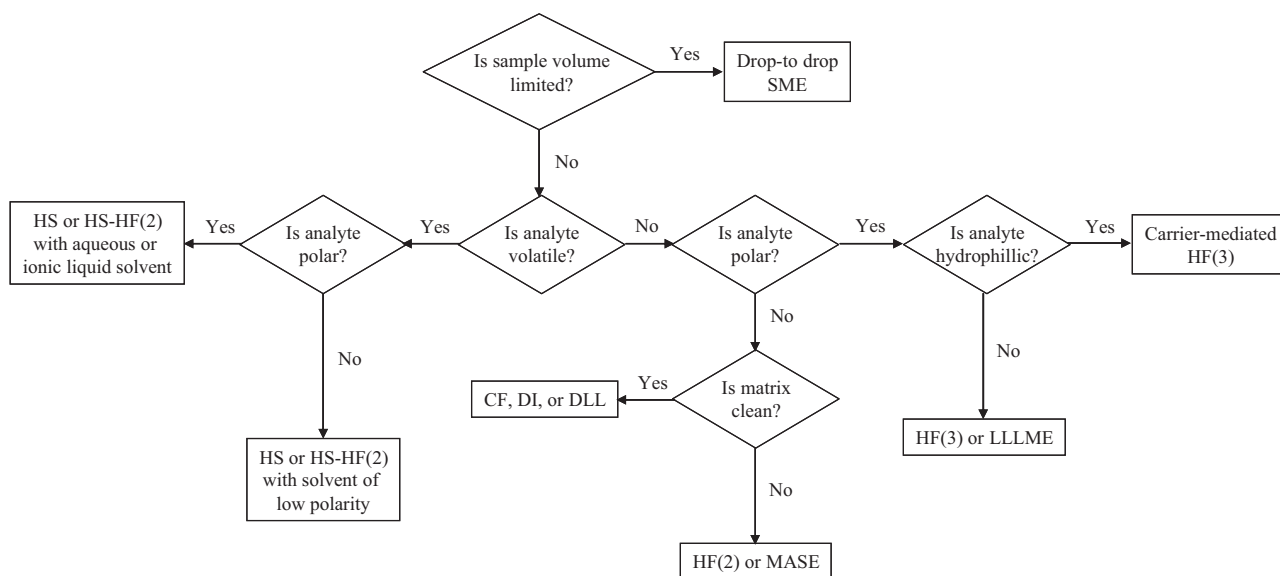 Is sample volume
limited?
Yes
Drop-to drop
SME
No
HS or HS-HF(2)
with aqueous or
ionic liquid solvent
Yes
Is analyte
polar?
Yes
Is analyte
volatile?
No
Is analyte
polar?
Yes
Is analyte
hydrophillic?
Yes
Carrier-mediated
HF(3)
No
No
No
CF, DI, or DLL
Yes
Is matrix
clean?
HF(3) or LLLME
HS or HS-HF(2)
with solvent of
low polarity
No
HF(2) or MASE